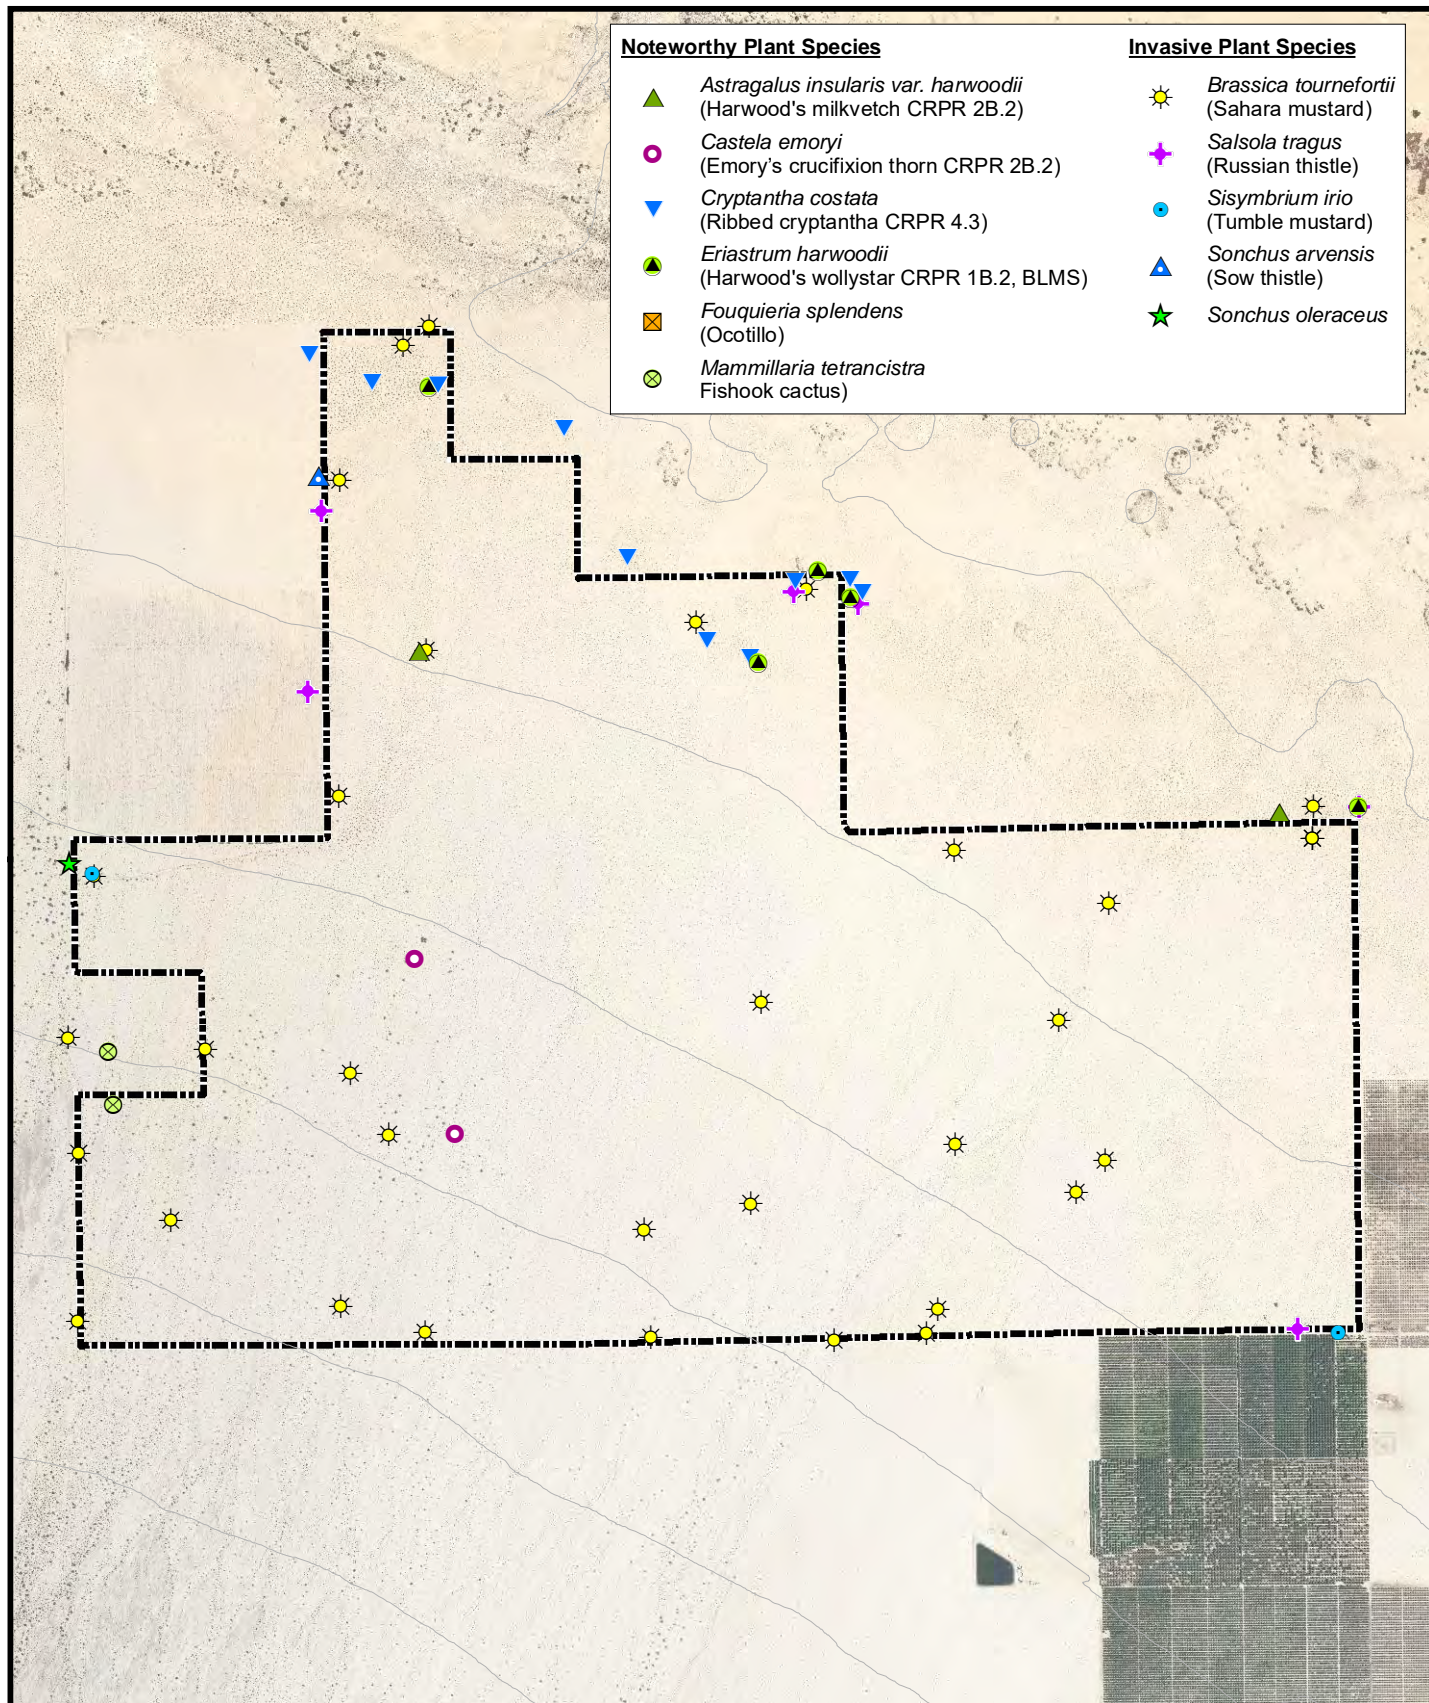 Noteworthy Plant Species
Astragalus insularis var. harwoodii
(Harwood's milkvetch CRPR 2B.2)
Castela emoryi
(Emory's crucifixion thorn CRPR 2B.2)
Cryptantha costata
(Ribbed cryptantha CRPR 4.3)
Eriastrum harwoodii
(Harwood's wollystar CRPR 1B.2, BLMS)
Fouquieria splendens
(Ocotillo)
Mammillaria tetrancistra
Fishook cactus)
Invasive Plant Species
Brassica tournefortii
(Sahara mustard)
Salsola tragus
(Russian thistle)
Sisymbrium irio
(Tumble mustard)
Sonchus arvensis
(Sow thistle)
Sonchus oleraceus